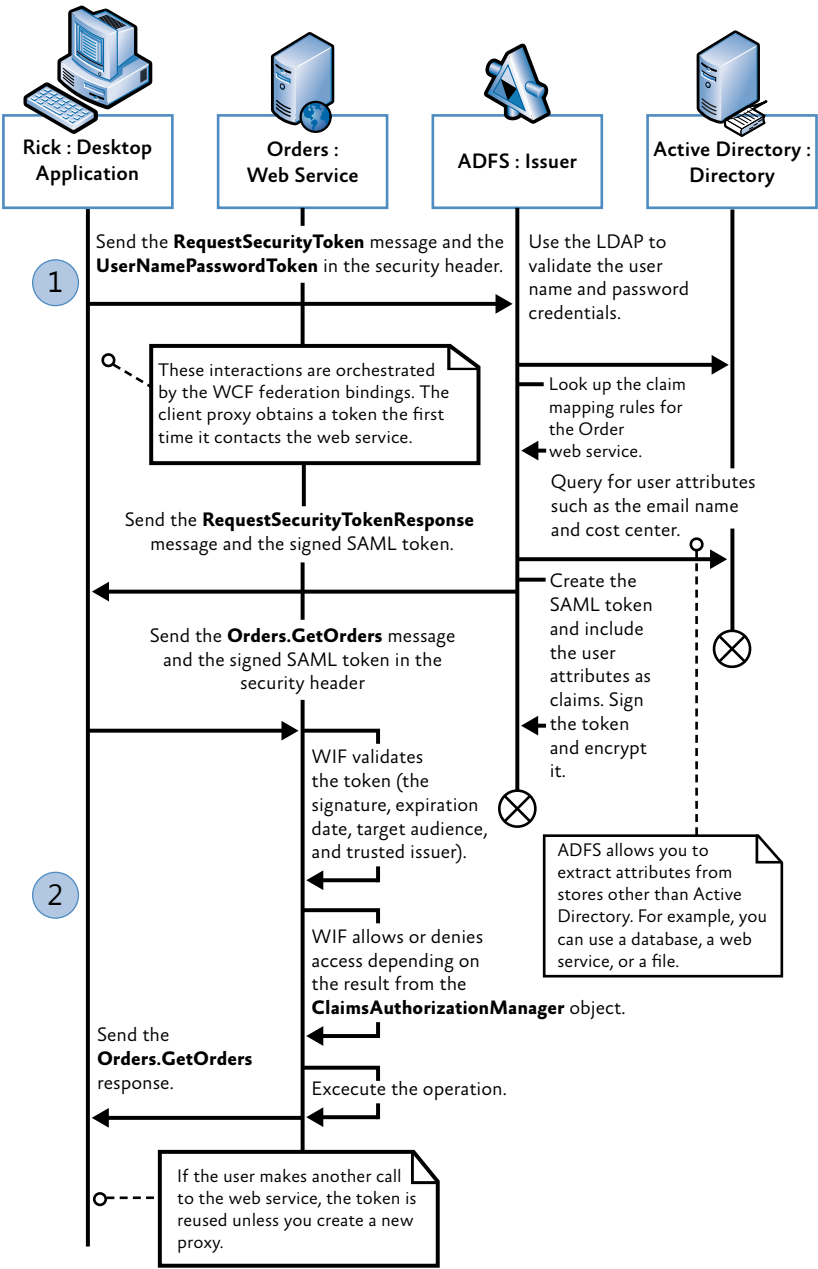 Rick : Desktop
Application
Orders :
Web Service
ADFS : Issuer
Active Directory :
Directory
1
Send the RequestSecurityToken message and the
UserNamePasswordToken in the security header.
Use the LDAP to
validate the user
name and password
credentials.
These interactions are orchestrated
by the WCF federation bindings. The
client proxy obtains a token the first
time it contacts the web service.
Look up the claim
mapping rules for
the Order
web service.
Query for user attributes
such as the email name
and cost center.
Send the RequestSecurityTokenResponse
message and the signed SAML token.
Create the
SAML token
and include
the user
attributes as
claims. Sign
the token
and encrypt
it.
Send the Orders.GetOrders message
and the signed SAML token in the
security header
WIF validates
the token (the
signature, expiration
date, target audience,
and trusted issuer).
ADFS allows you to
extract attributes from
stores other than Active
Directory. For example, you
can use a database, a web
service, or a file.
2
WIF allows or denies
access depending on
the result from the
ClaimsAuthorizationManager object.
Send the
Orders.GetOrders
response.
Excecute the operation.
If the user makes another call
to the web service, the token is
reused unless you create a new
proxy.